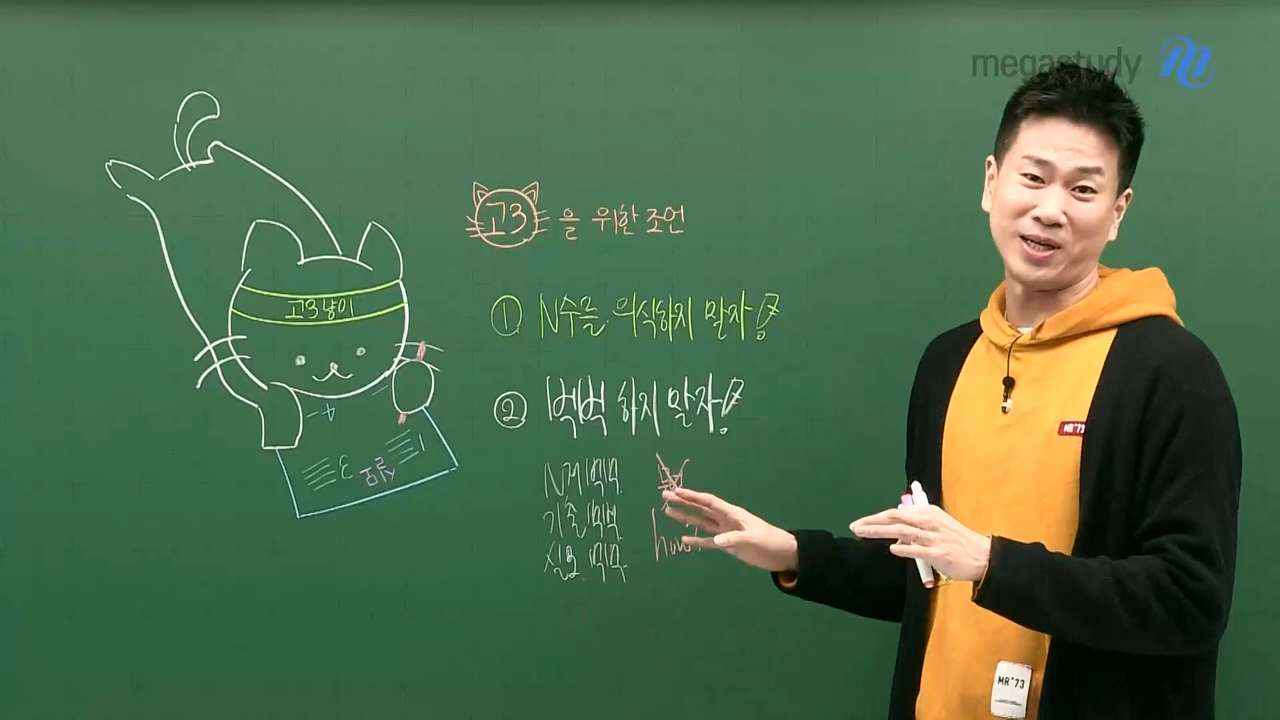 megastudy
고3을 위한 조언
고3냥이
① N수를 의식하지 말자!
② 벅벅 하지 말자!
N제벅벅
기출벅벅
실모벅벅
how?
MR*73
MR*73